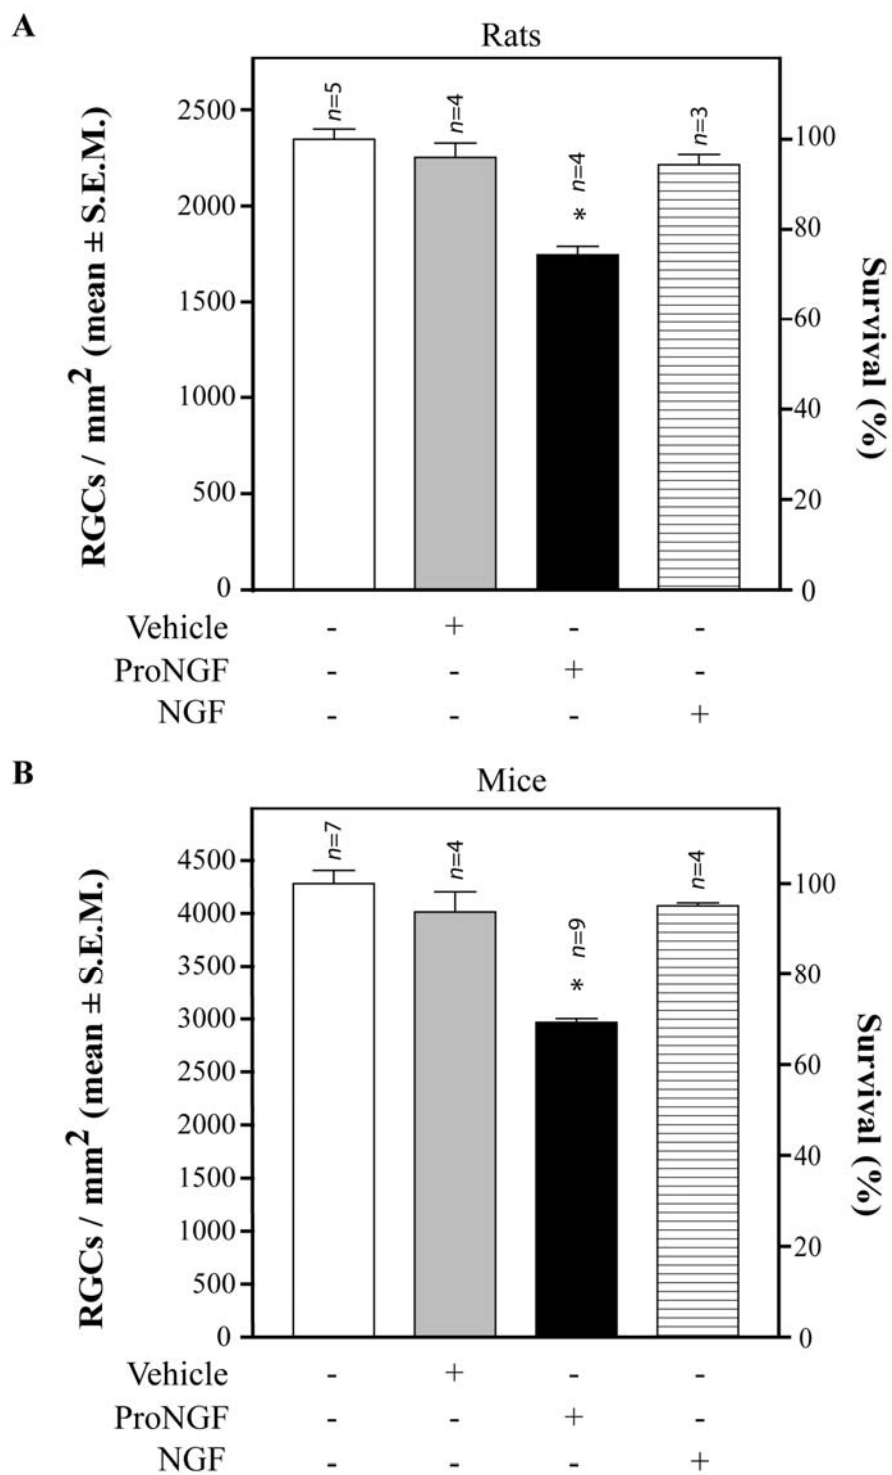 A
Rats
RGCs / mm² (mean ± S.E.M.)
2500
2000
1500
1000
500
0
n=5
n=4
n=4
*
n=3
100
80
60
40
20
0
Survival (%)
Vehicle - + - -
ProNGF - - + -
NGF - - - +
B
Mice
RGCs / mm² (mean ± S.E.M.)
4500
4000
3500
3000
2500
2000
1500
1000
500
0
n=7
n=4
n=9
*
n=4
100
80
60
40
20
0
Survival (%)
Vehicle - + - -
ProNGF - - + -
NGF - - - +